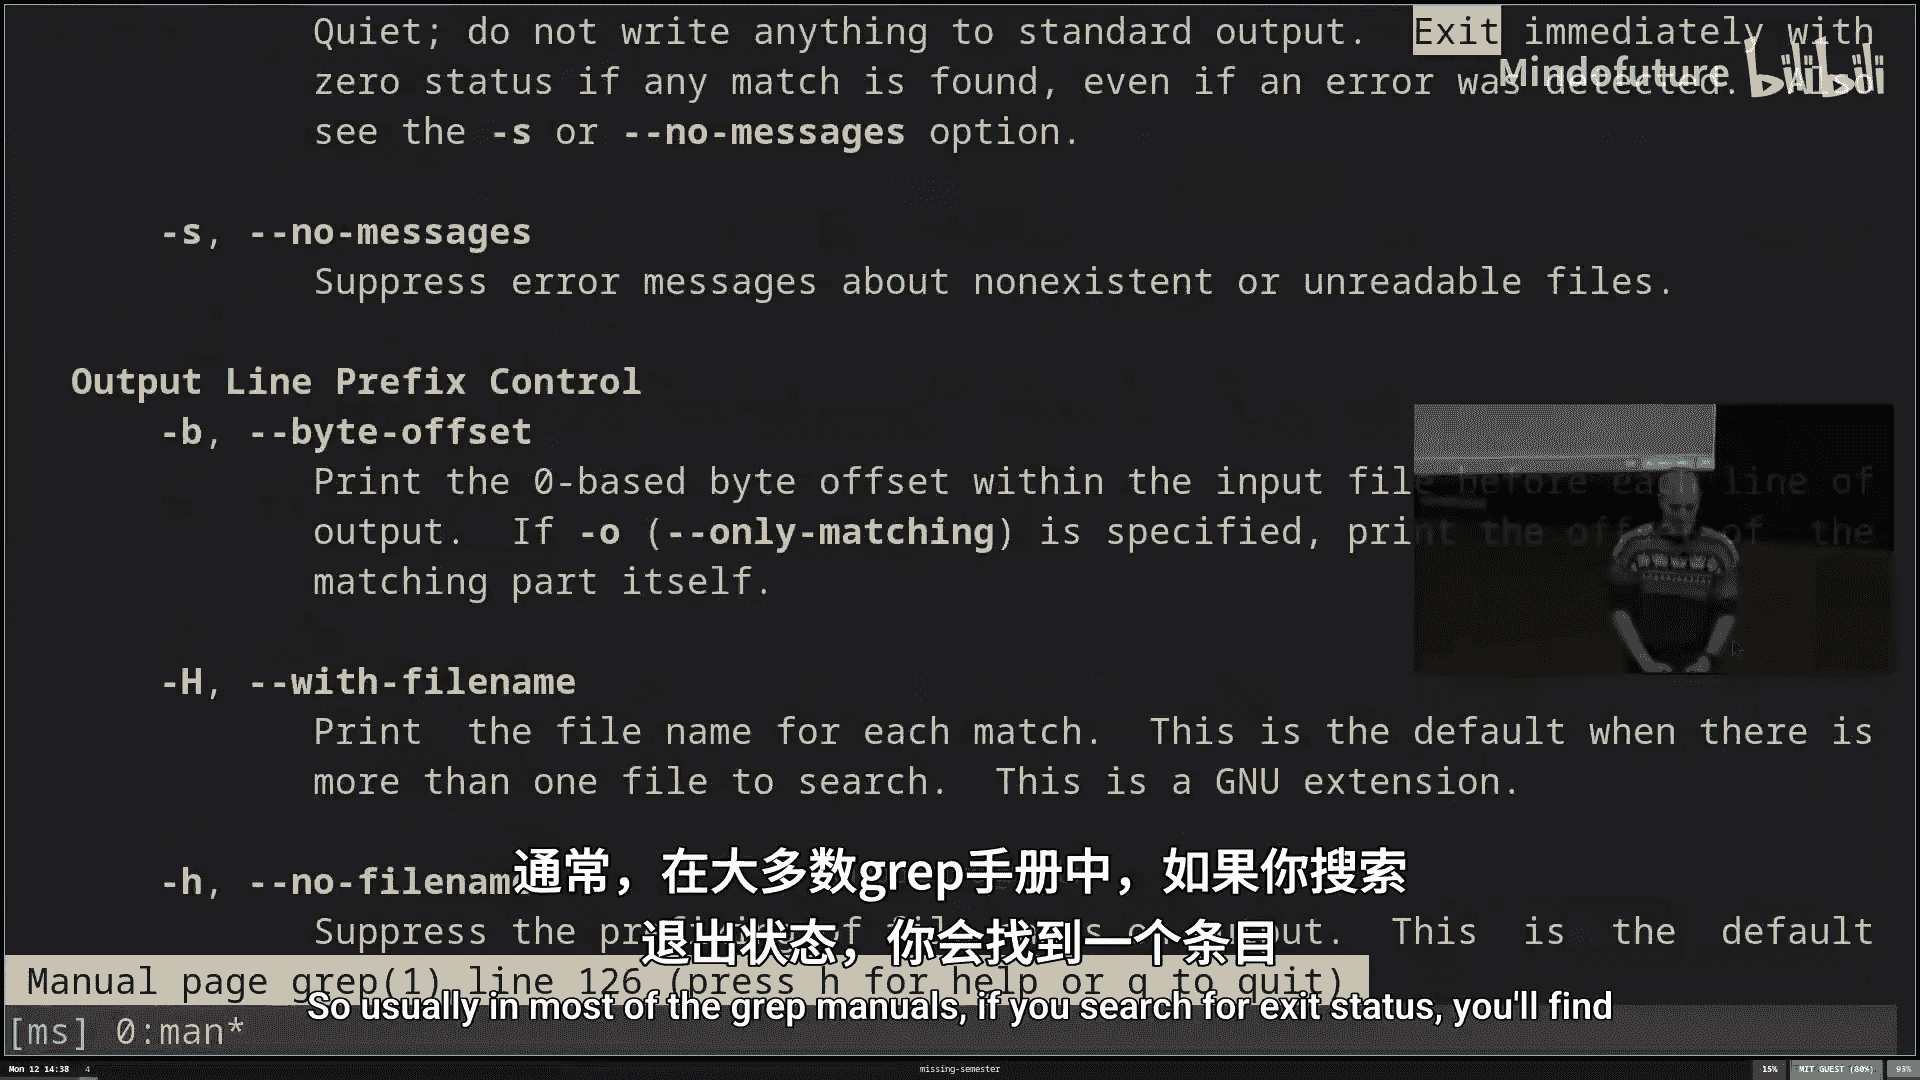 Quiet; do not write anything to standard output.  Exit immediately with
Mindofuture bilibili
zero status if any match is found, even if an error was detected.  Also
see the -s or --no-messages option.
-s, --no-messages
Suppress error messages about nonexistent or unreadable files.
Output Line Prefix Control
-b, --byte-offset
Print the 0-based byte offset within the input file before each line of
output.  If -o (--only-matching) is specified, print the offset of  the
matching part itself.
-H, --with-filename
Print  the file name for each match.  This is the default when there is
more than one file to search.  This is a GNU extension.
-h, --no-filename
通常，在大多数grep手册中，如果你搜索
Suppress the of output.  This  is  the  default
退出状态，你会找到一个条目
Manual page grep(1) line 126 (press h for help or q to quit)
So usually in most of the grep manuals, if you search for exit status, you'll find
[ms] 0:man*
Mon 12 14:38 4 missing-semester 15% MIT GUEST (80%) 93%